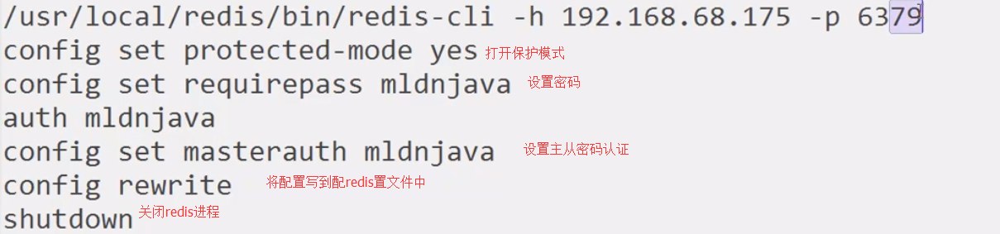 /usr/local/redis/bin/redis-cli -h 192.168.68.175 -p 6379
config set protected-mode yes 打开保护模式
config set requirepass mldnjava 设置密码
auth mldnjava
config set masterauth mldnjava 设置主从密码认证
config rewrite 将配置写到配redis置文件中
shutdown 关闭redis进程